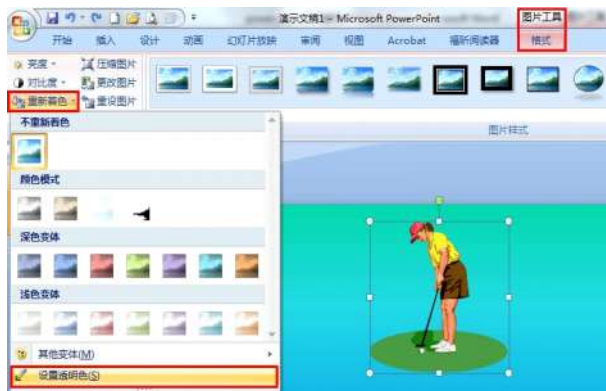 演示文稿1 - Microsoft PowerPoint
图片工具
开始 插入 设计 动画 幻灯片放映 审阅 视图 Acrobat 福昕阅读器 格式
亮度 压缩图片
对比度 更改图片
重新着色 重设图片
图片样式
不重新着色
颜色模式
深色变体
浅色变体
其他变体(M)
设置透明色(S)